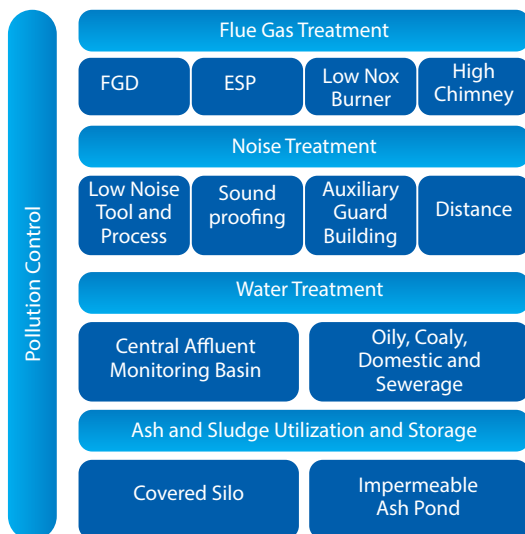 Pollution Control
Flue Gas Treatment
FGD
ESP
Low Nox
Burner
High
Chimney
Noise Treatment
Low Noise
Tool and
Process
Sound
proofing
Auxiliary
Guard
Building
Distance
Water Treatment
Central Affluent
Monitoring Basin
Oily, Coaly,
Domestic and
Sewerage
Ash and Sludge Utilization and Storage
Covered Silo
Impermeable
Ash Pond